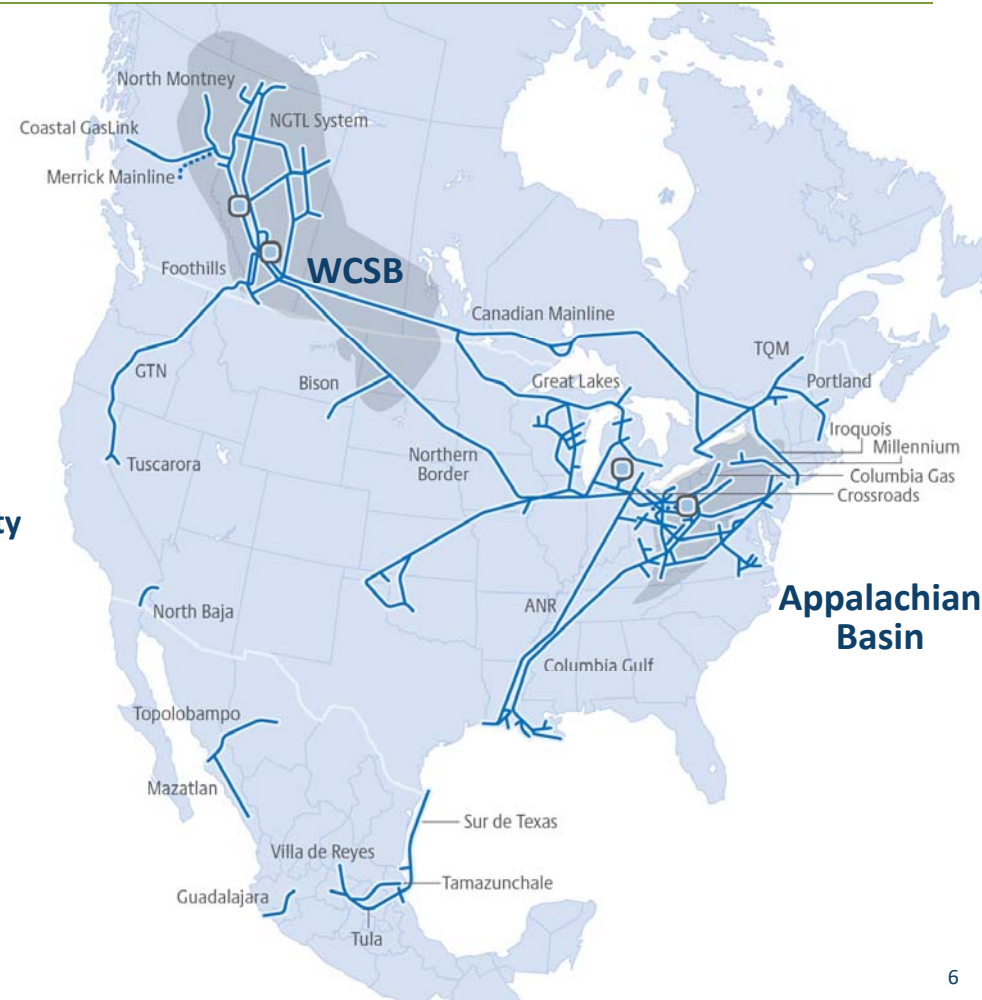 North Montney
NGTL System
Coastal GasLink
Merrick Mainline
Foothills
WCSB
Canadian Mainline
TQM
GTN
Bison
Great Lakes
Portland
Iroquois
Millennium
Northern
Border
Tuscarora
Columbia Gas
Crossroads
ty
North Baja
ANR
Appalachian
Basin
Columbia Gulf
Topolobampo
Mazatlan
Sur de Texas
Villa de Reyes
Tamazunchale
Guadalajara
Tula
6